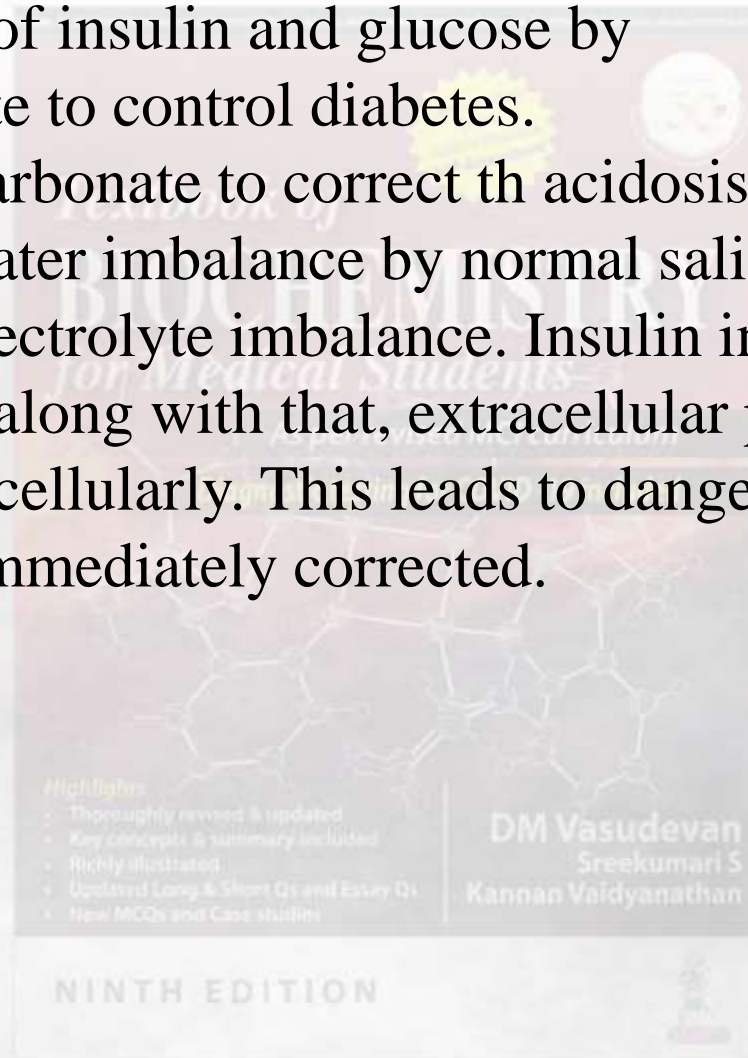 of insulin and glucose by
te to control diabetes.
arbonate to correct th acidosis
ater imbalance by normal sali
ectrolyte imbalance. Insulin in
along with that, extracellular p
cellularly. This leads to dange
mmediately corrected.
Textbook of
BIOCHEMISTRY
for Medical Students
As per revised MCI curriculum
Highlights
• Thoroughly revised & updated
• Key concepts & summary included
• Richly illustrated
• Updated Long & Short Qs and Essay Qs
• New MCQs and Case studies
DM Vasudevan
Sreekumari S
Kannan Vaidyanathan
NINTH EDITION